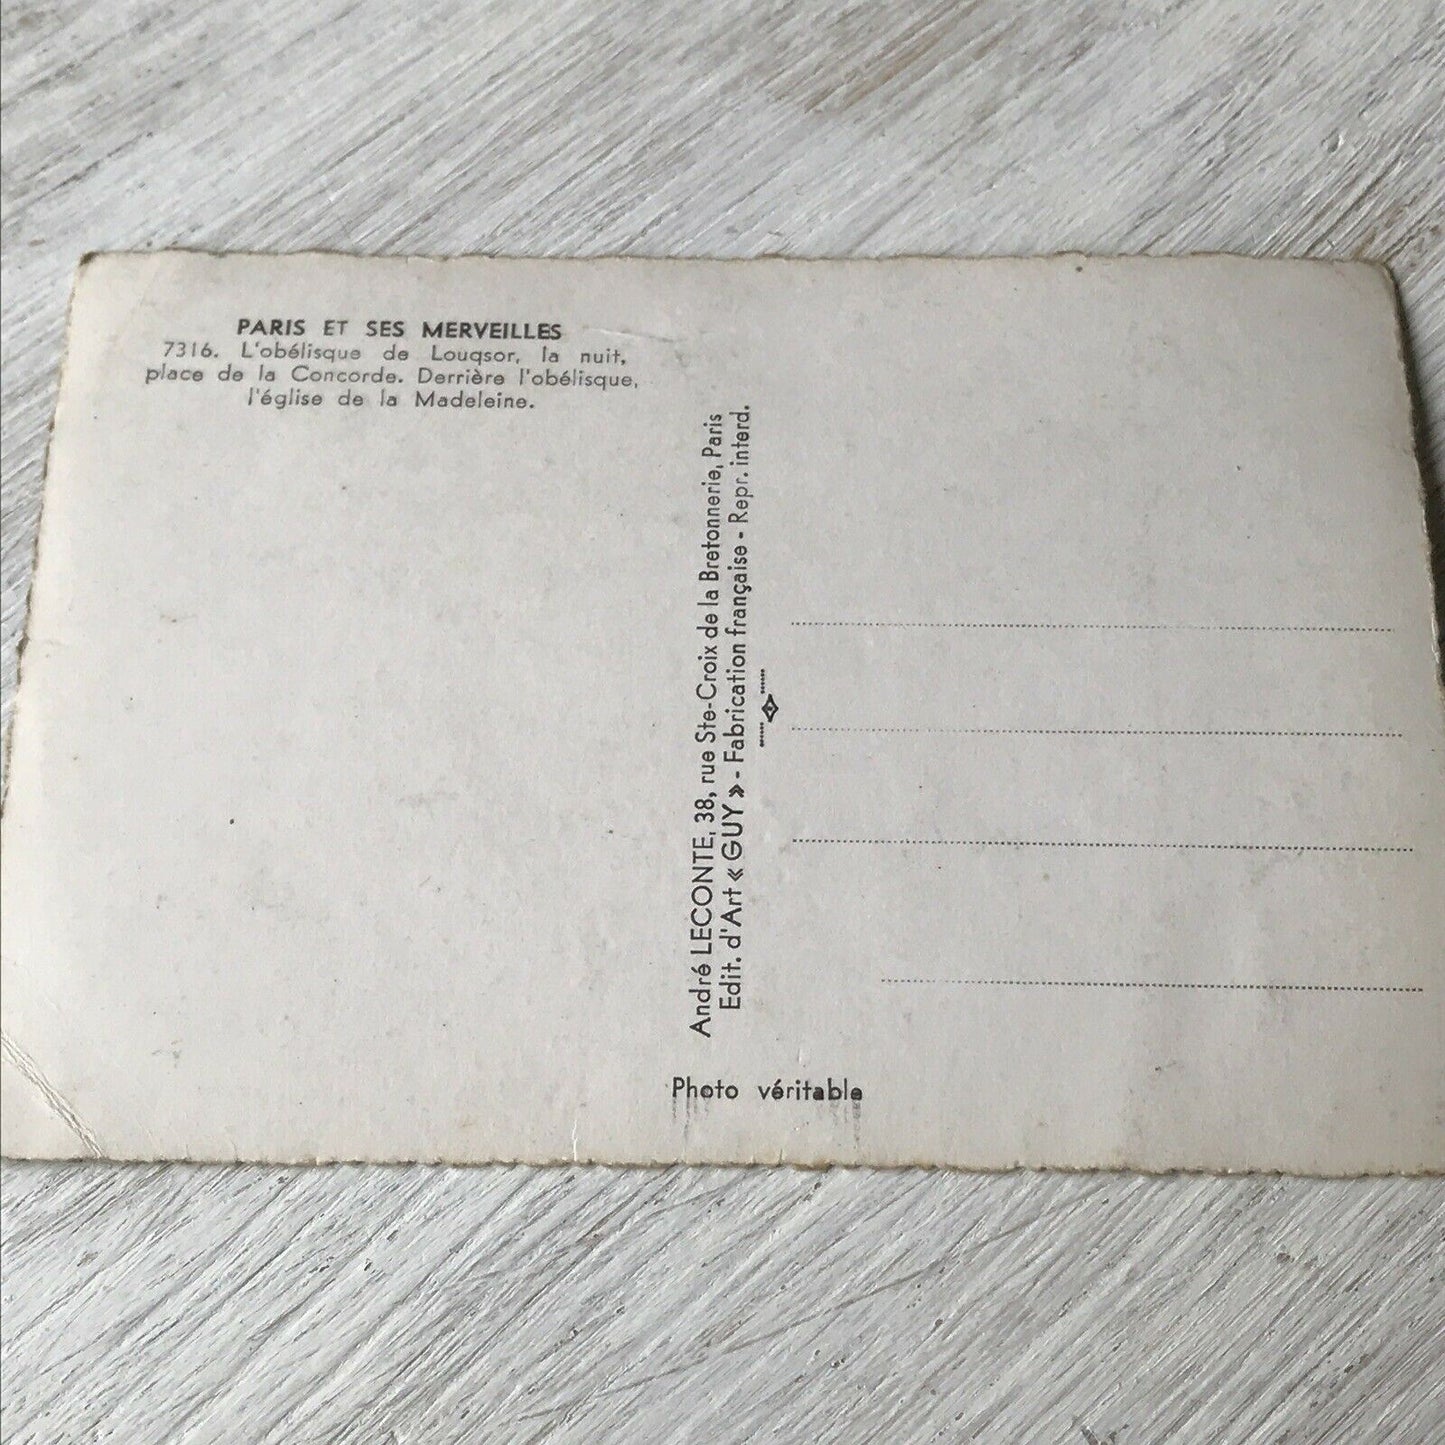 PARIS ET SES MERVEILLES
7316. L'obélisque de Louqsor, la nuit,
place de la Concorde. Derrière l'obélisque,
l'église de la Madeleine.
André LECONTE, 38, rue Ste-Croix de la Bretonnerie, Paris
Edit. d'Art « GUY » - Fabrication française - Repr. interd.
Photo véritable